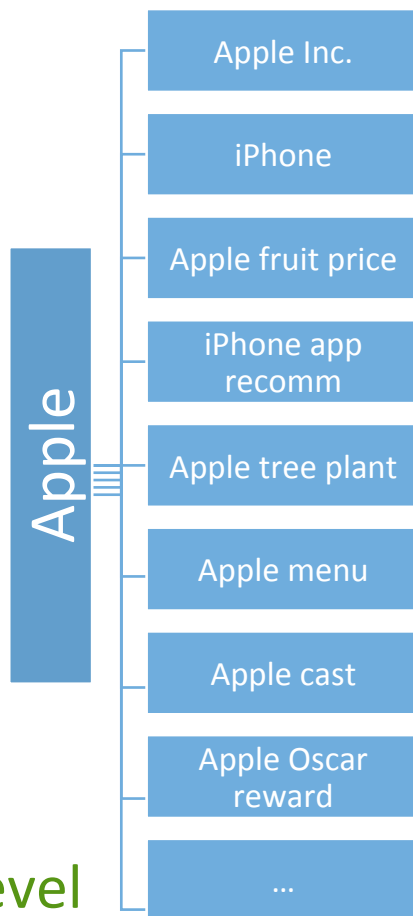 Apple
Apple Inc.
iPhone
Apple fruit price
iPhone app
recomm
Apple tree plant
Apple menu
Apple cast
Apple Oscar
reward
...